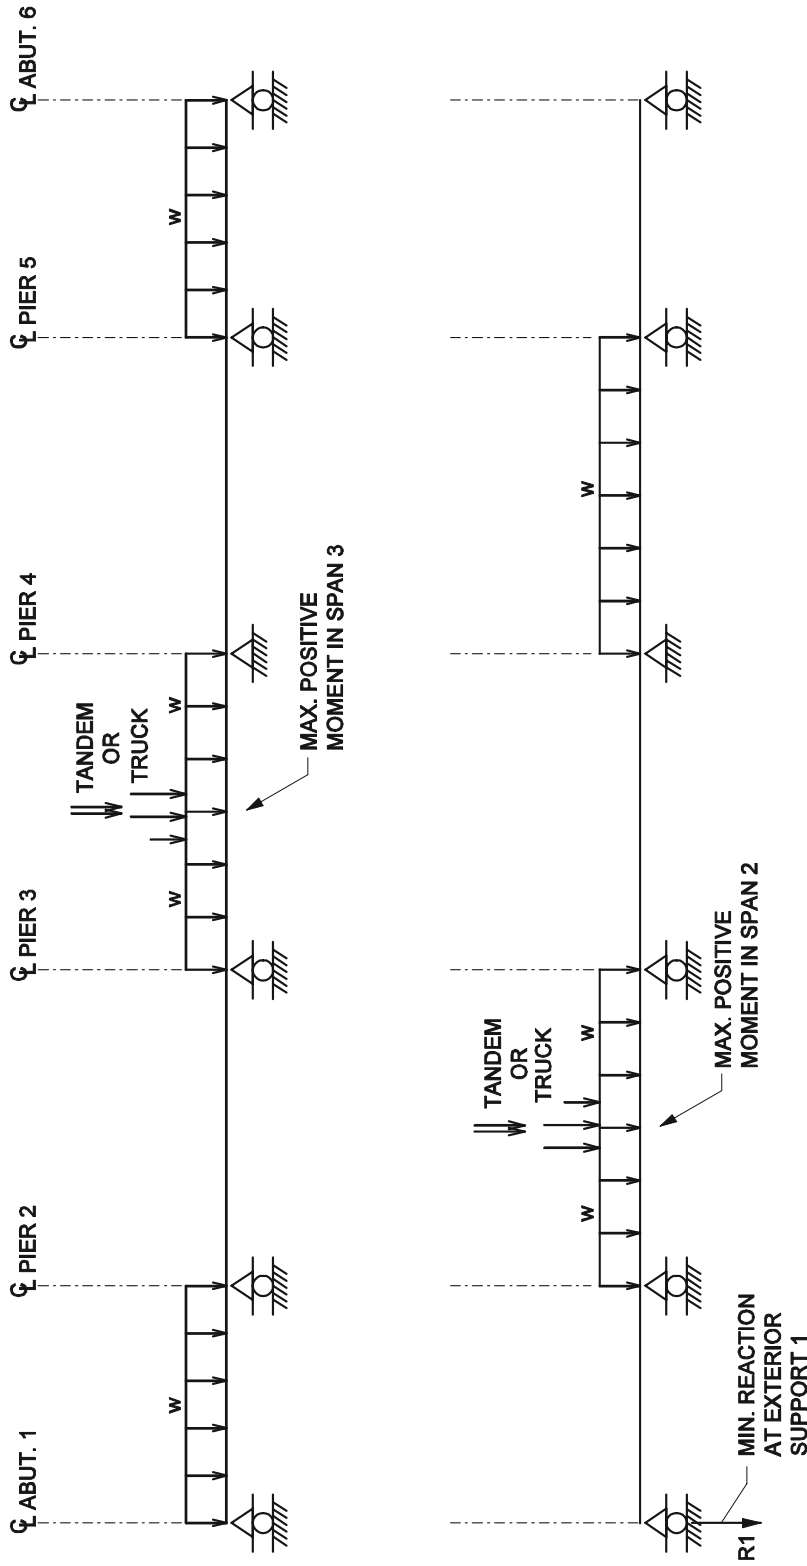 ℄ ABUT. 1
℄ PIER 2
℄ PIER 3
℄ PIER 4
℄ PIER 5
℄ ABUT. 6
TANDEM
OR
TRUCK
w
w
w
w
MAX. POSITIVE
MOMENT IN SPAN 3
TANDEM
OR
TRUCK
w
w
w
MAX. POSITIVE
MOMENT IN SPAN 2
R1
MIN. REACTION
AT EXTERIOR
SUPPORT 1